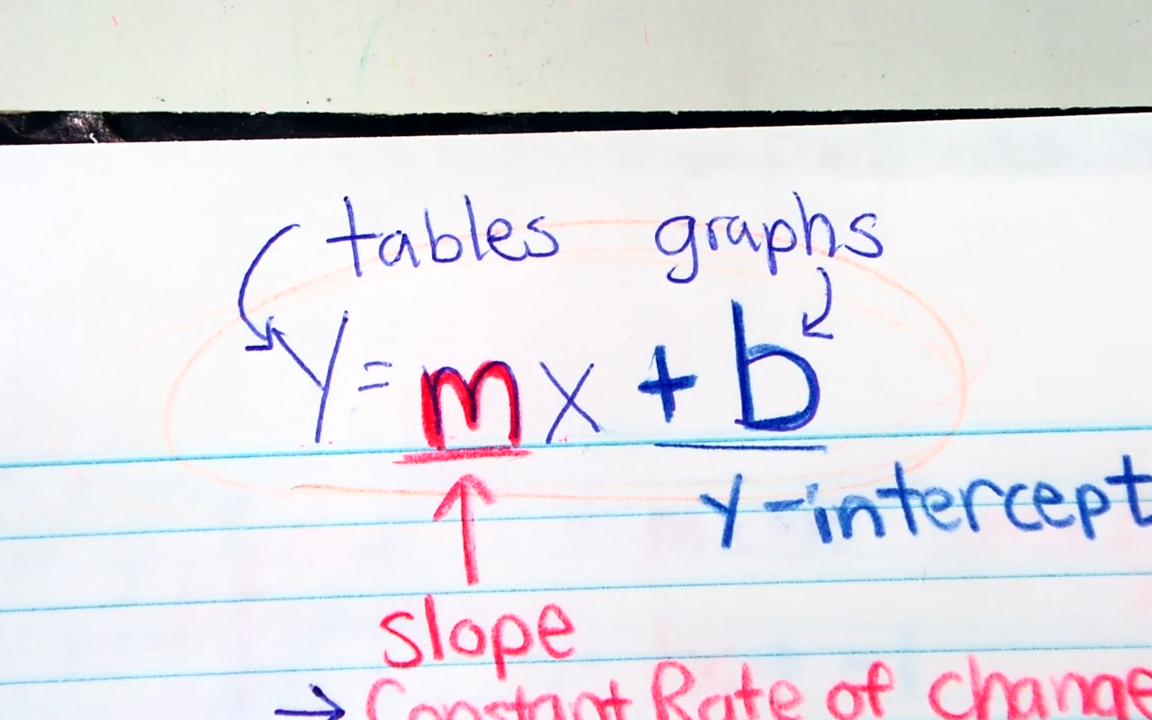 tables graphs
y = mx + b
y-intercept
slope
→ Constant Rate of change